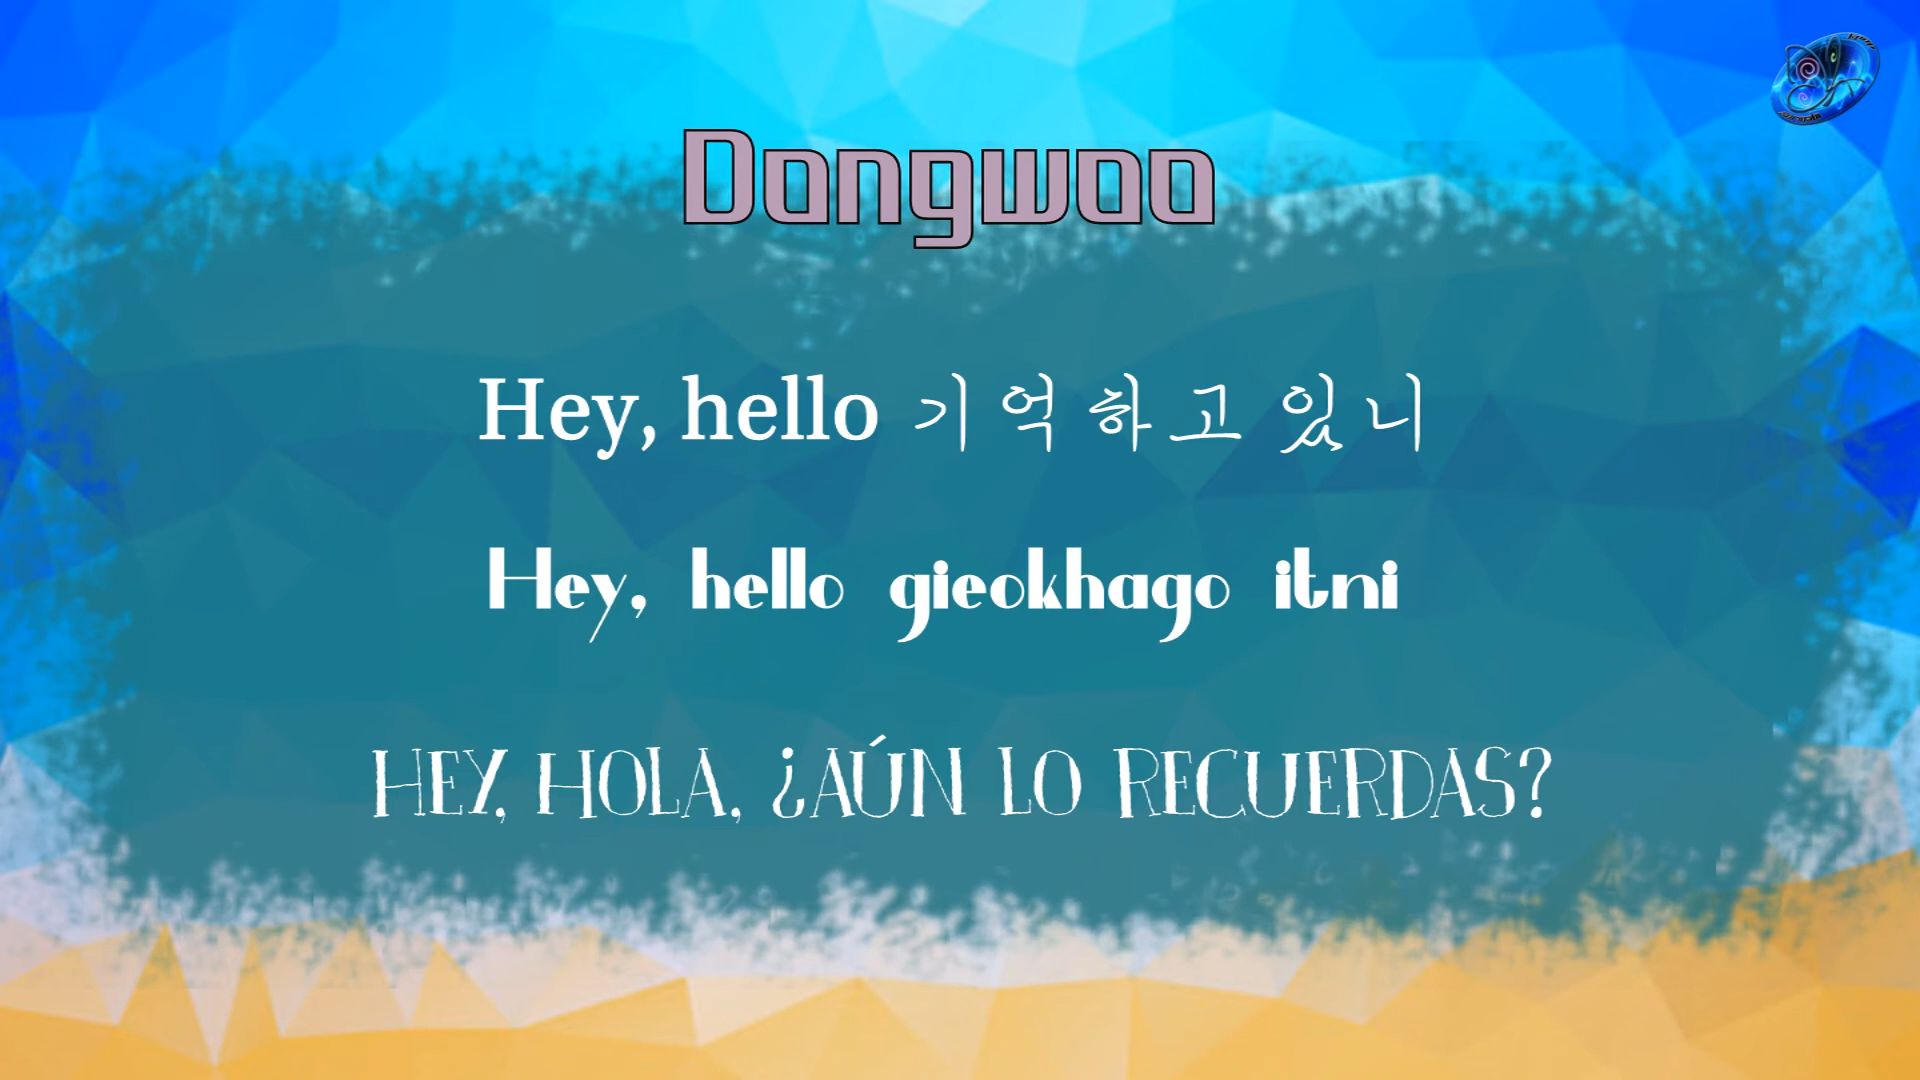 Dongwoo
Hey, hello 기억하고 있니
Hey, hello gieokhago itni
HEY, HOLA, ¿AÚN LO RECUERDAS?